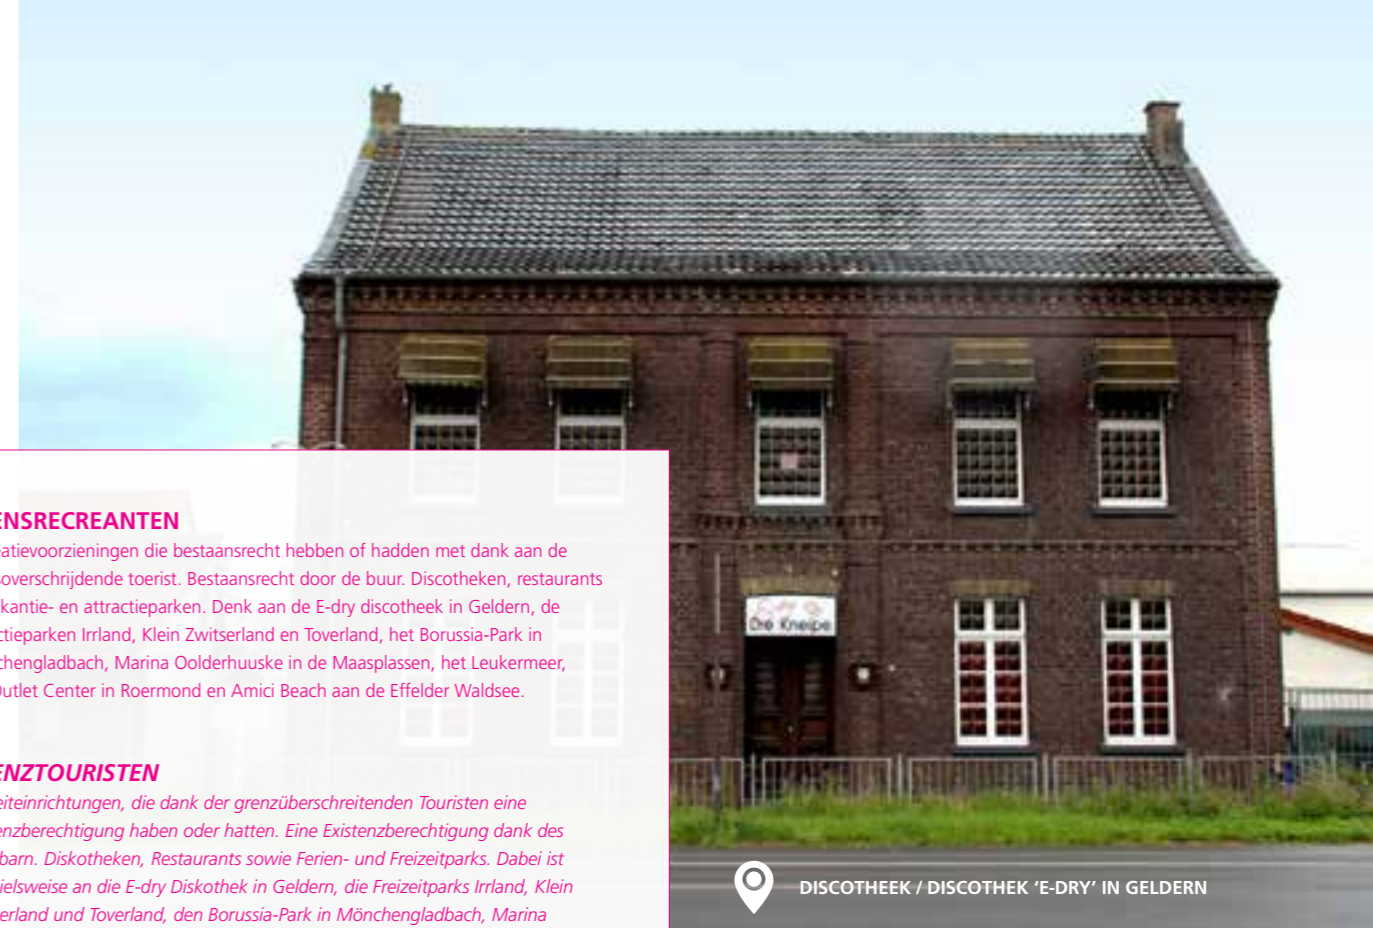 ENSRECREANTEN
atievoorzieningen die bestaansrecht hebben of hadden met dank aan de
soverschrijdende toerist. Bestaansrecht door de buur. Discotheken, restaurants
kantie- en attractieparken. Denk aan de E-dry discotheek in Geldern, de
ctieparken Irrland, Klein Zwitserland en Toverland, het Borussia-Park in
chengladbach, Marina Oolderhuuske in de Maasplassen, het Leukermeer,
Outlet Center in Roermond en Amici Beach aan de Effelder Waldsee.
ENZTOURISTEN
eiteinrichtungen, die dank der grenzüberschreitenden Touristen eine
enzberechtigung haben oder hatten. Eine Existenzberechtigung dank des
barn. Diskotheken, Restaurants sowie Ferien- und Freizeitparks. Dabei ist
ielsweise an die E-dry Diskothek in Geldern, die Freizeitparks Irrland, Klein
erland und Toverland, den Borussia-Park in Mönchengladbach, Marina
Die Kneipe
DISCOTHEEK / DISCOTHEK ‘E-DRY’ IN GELDERN